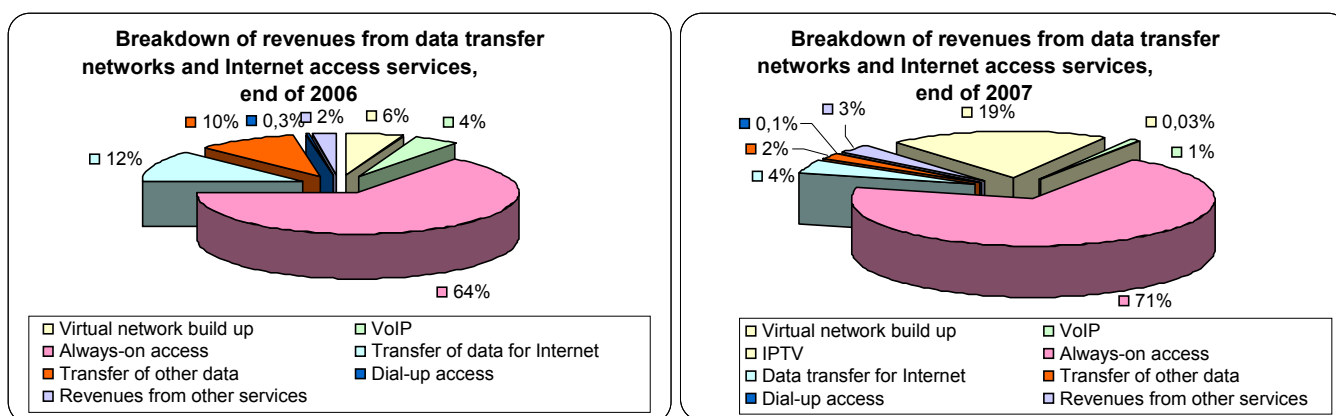 Breakdown of revenues from data transfer
networks and Internet access services,
end of 2006
10%
0,3%
2%
6%
4%
12%
64%
Virtual network build up
VoIP
Always-on access
Transfer of data for Internet
Transfer of other data
Dial-up access
Revenues from other services
Breakdown of revenues from data transfer
networks and Internet access services,
end of 2007
3%
19%
0,1%
0,03%
2%
1%
4%
71%
Virtual network build up
VoIP
IPTV
Always-on access
Data transfer for Internet
Transfer of other data
Dial-up access
Revenues from other services